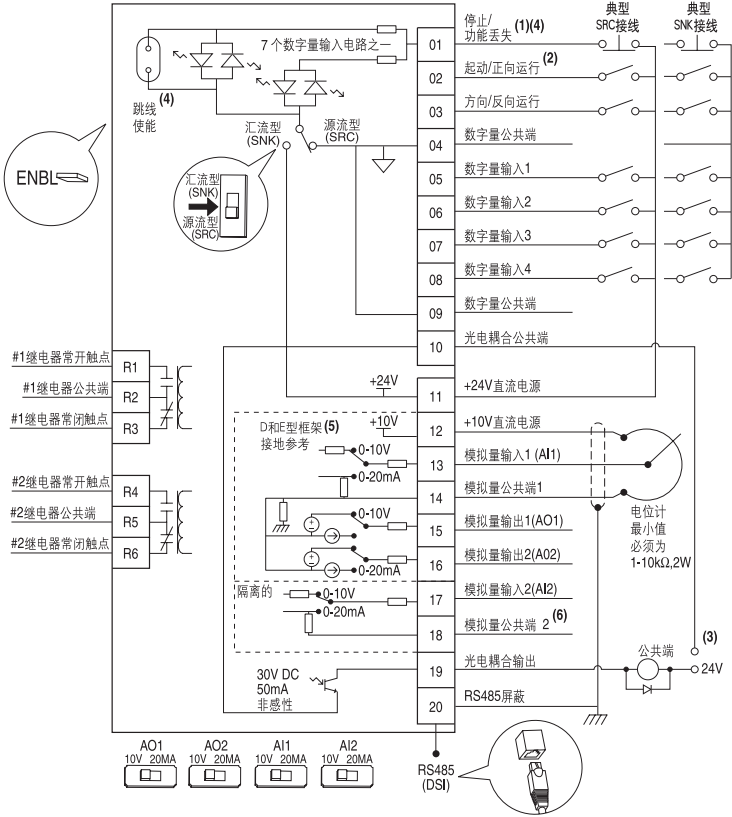 停止/
功能丢失
(1)(4)
典型
SRC接线
典型
SNK接线
7个数字量输入电路之一
01
起动/正向运行(2)
02
(4)
跳线
使能
方向/反向运行
03
汇流型
(SNK)
源流型
(SRC)
数字量公共端
04
ENBL
汇流型
(SNK)
源流型
(SRC)
数字量输入1
05
数字量输入2
06
数字量输入3
07
数字量输入4
08
数字量公共端
09
光电耦合公共端
10
#1继电器常开触点
R1
#1继电器公共端
R2
#1继电器常闭触点
R3
+24V
11
+24V直流电源
+10V
12
+10V直流电源
D和E型框架(5)
接地参考
0-10V
13
模拟量输入1 (AI1)
0-20mA
14
模拟量公共端1
#2继电器常开触点
R4
#2继电器公共端
R5
#2继电器常闭触点
R6
0-10V
15
模拟量输出1(AO1)
0-20mA
16
模拟量输出2(A02)
电位计
最小值
必须为
1-10kΩ,2W
隔离的
0-10V
17
模拟量输入2(AI2)
0-20mA
18
模拟量公共端 2(6)
(3)
公共端
24V
19
光电耦合输出
30V DC
50mA
非感性
20
RS485屏蔽
RS485
(DSI)
AO1
10V 20MA
AO2
10V 20MA
AI1
10V 20MA
AI2
10V 20MA